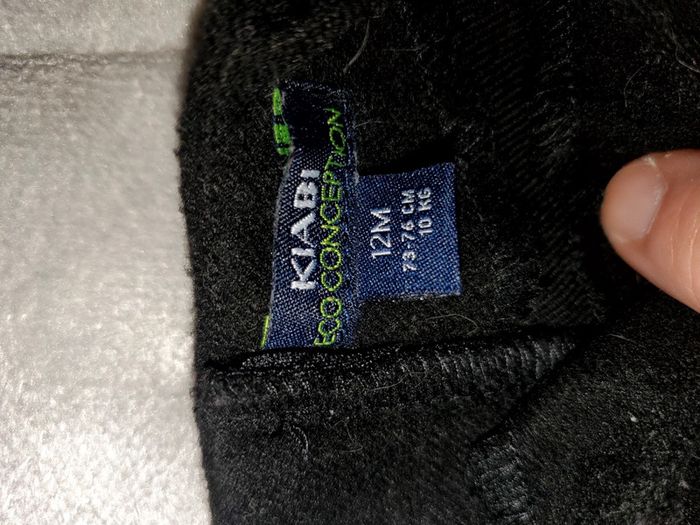 KIABI
ECO CONCEPTION
12M
73-76 CM
10 KG